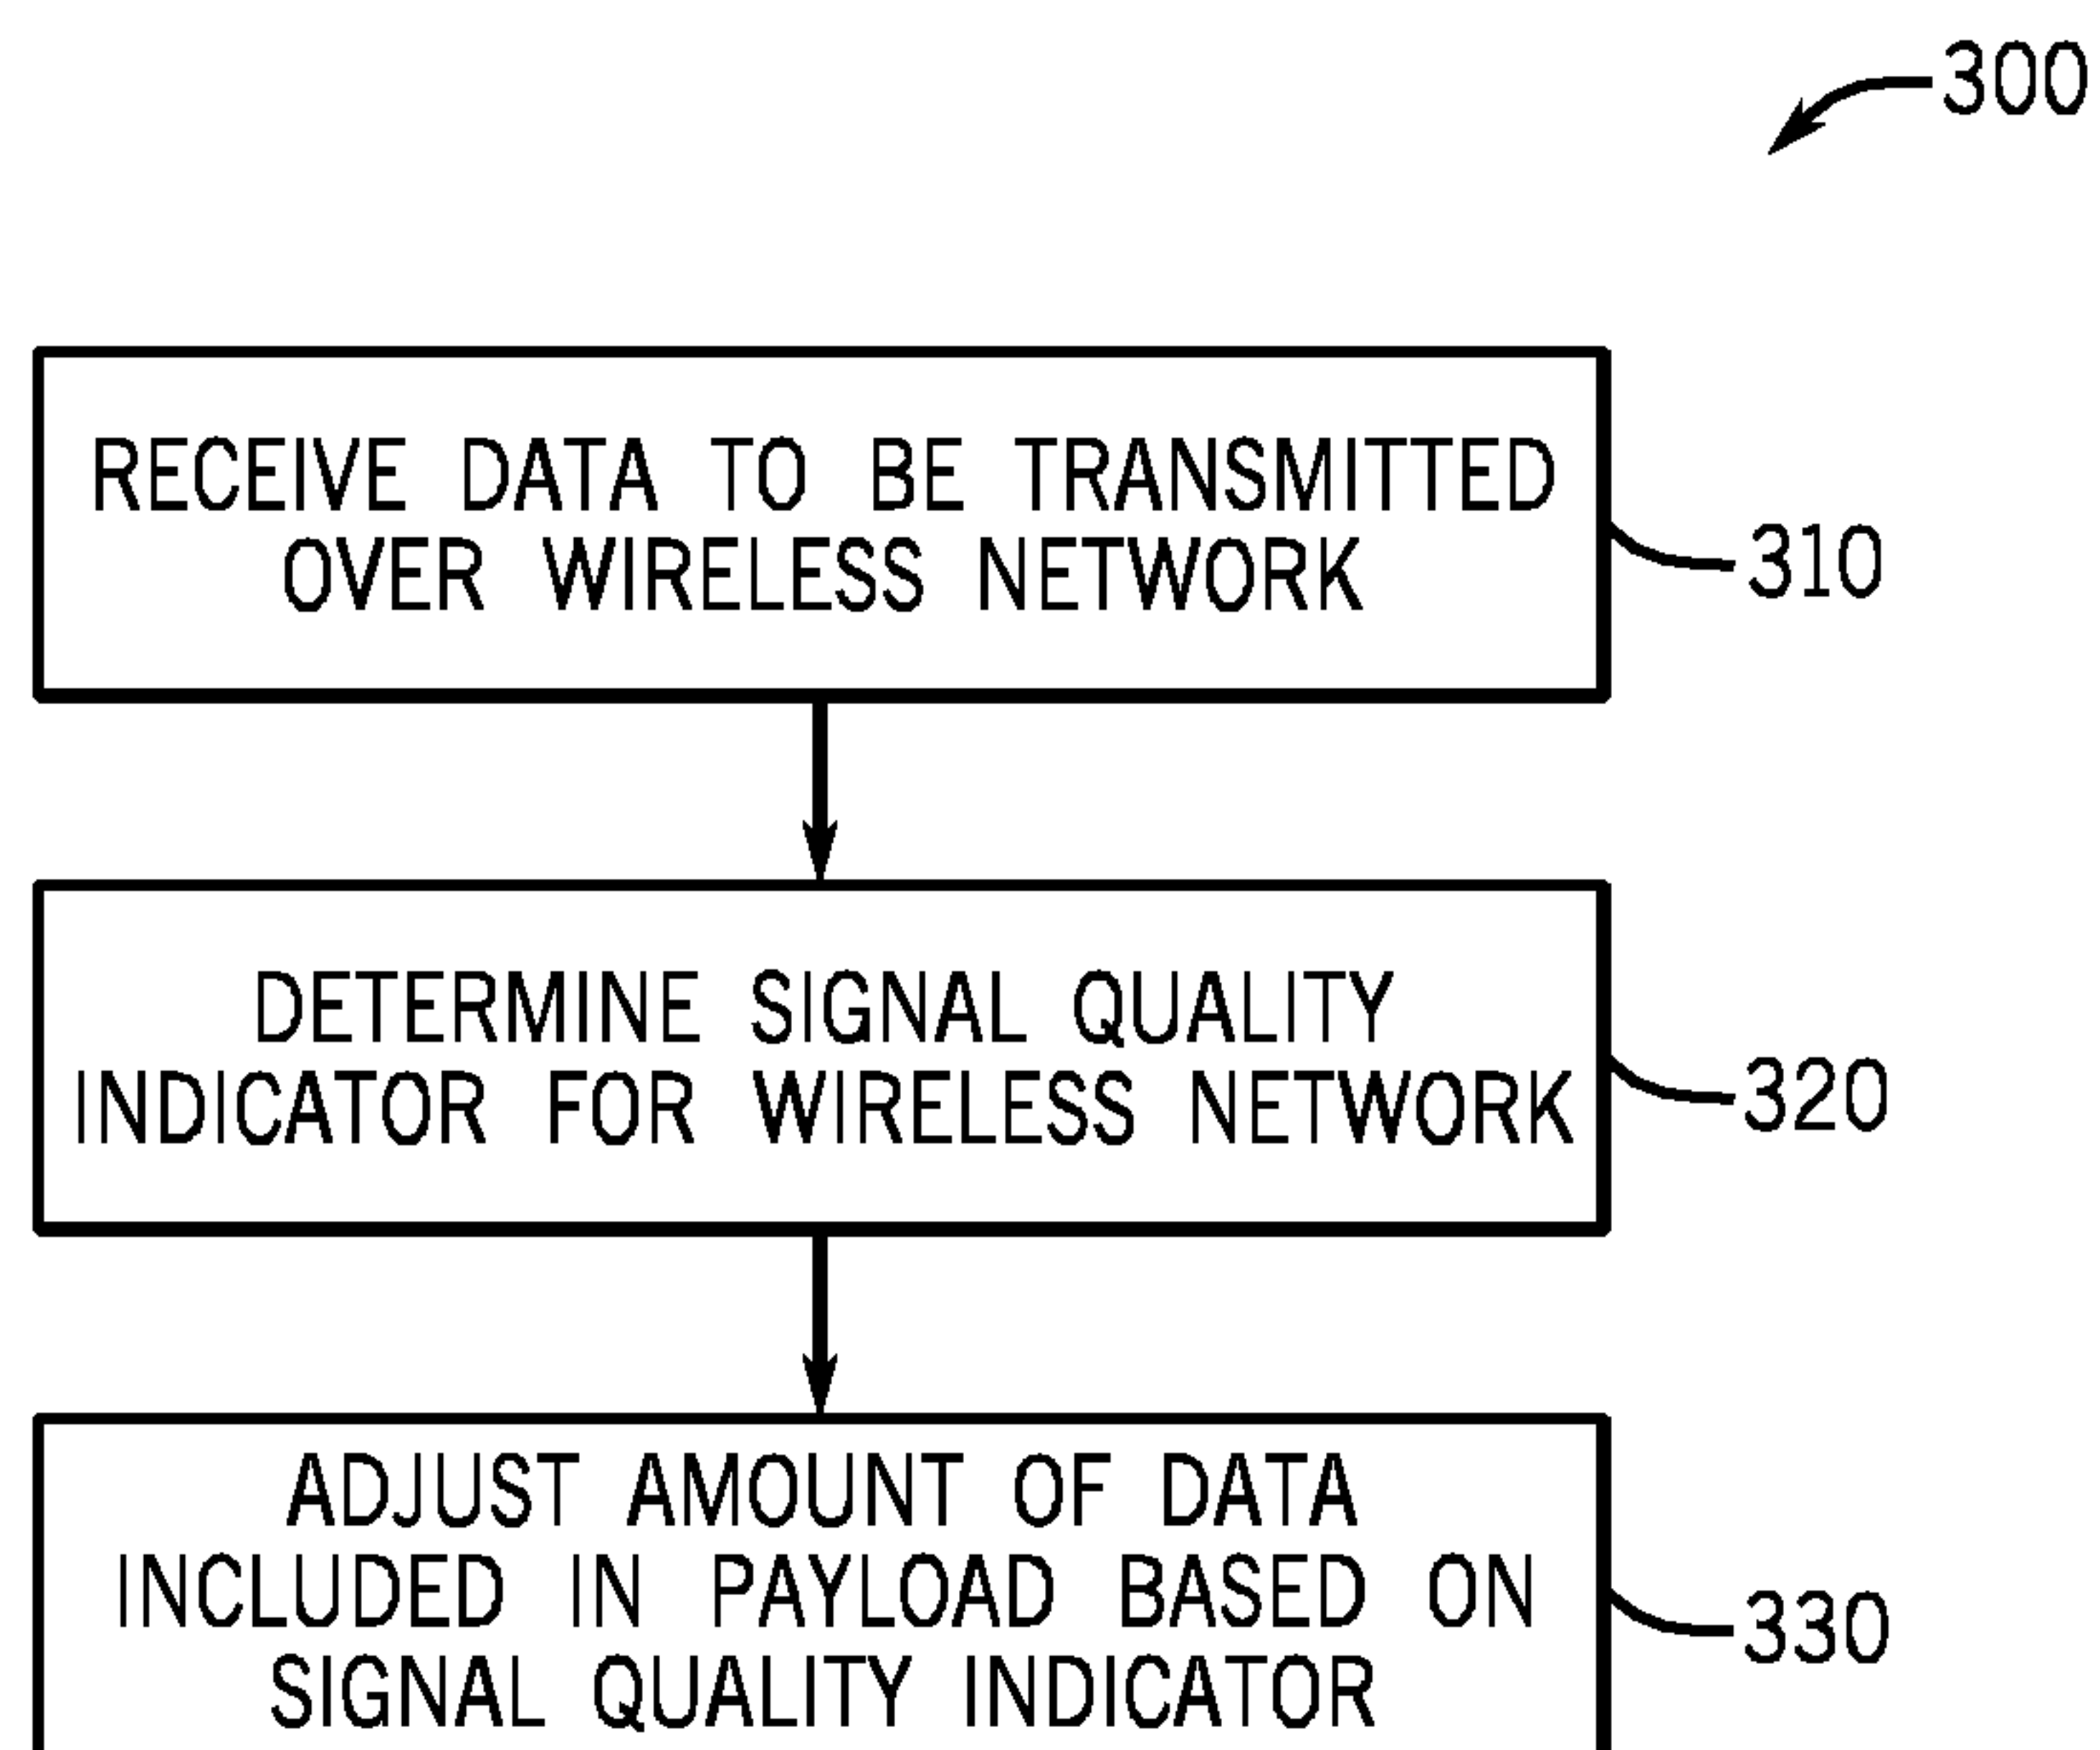 300
RECEIVE DATA TO BE TRANSMITTED
OVER WIRELESS NETWORK
310
DETERMINE SIGNAL QUALITY
INDICATOR FOR WIRELESS NETWORK
320
ADJUST AMOUNT OF DATA
INCLUDED IN PAYLOAD BASED ON
SIGNAL QUALITY INDICATOR
330